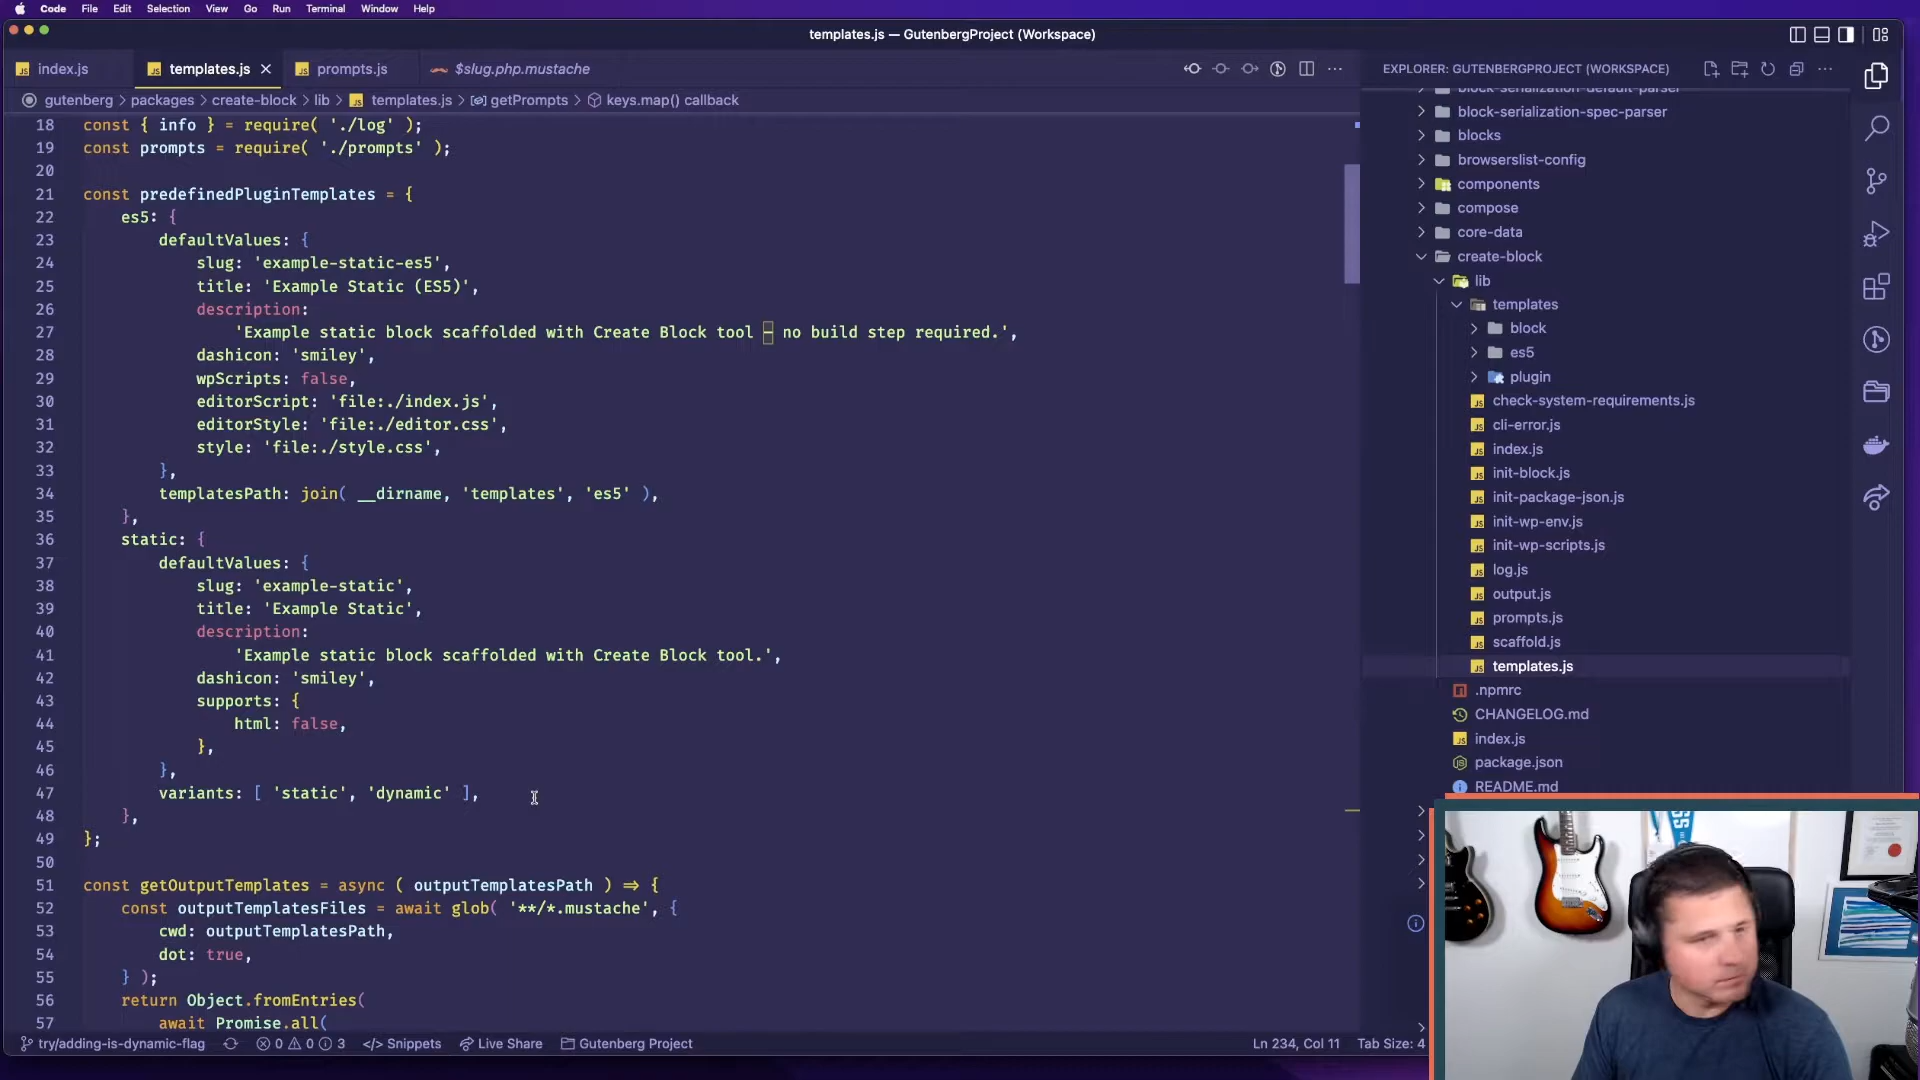 Code File Edit Selection View Go Run Terminal Window Help
templates.js — GutenbergProject (Workspace)
index.js
templates.js
prompts.js
$slug.php.mustache
EXPLORER: GUTENBERGPROJECT (WORKSPACE)
gutenberg > packages > create-block > lib > templates.js > getPrompts > keys.map() callback
18 const { info } = require( './log' );
19 const prompts = require( './prompts' );
20
21 const predefinedPluginTemplates = {
22 es5: {
23 defaultValues: {
24 slug: 'example-static-es5',
25 title: 'Example Static (ES5)',
26 description:
27 'Example static block scaffolded with Create Block tool – no build step required.',
28 dashicon: 'smiley',
29 wpScripts: false,
30 editorScript: 'file:./index.js',
31 editorStyle: 'file:./editor.css',
32 style: 'file:./style.css',
33 },
34 templatesPath: join( __dirname, 'templates', 'es5' ),
35 },
36 static: {
37 defaultValues: {
38 slug: 'example-static',
39 title: 'Example Static',
40 description:
41 'Example static block scaffolded with Create Block tool.',
42 dashicon: 'smiley',
43 supports: {
44 html: false,
45 },
46 },
47 variants: [ 'static', 'dynamic' ],
48 },
49 };
50
51 const getOutputTemplates = async ( outputTemplatesPath ) => {
52 const outputTemplatesFiles = await glob( '**/*.mustache', {
53 cwd: outputTemplatesPath,
54 dot: true,
55 } );
56 return Object.fromEntries(
57 await Promise.all(
block-serialization-default-parser
block-serialization-spec-parser
blocks
browserslist-config
components
compose
core-data
create-block
lib
templates
block
es5
plugin
check-system-requirements.js
cli-error.js
index.js
init-block.js
init-package-json.js
init-wp-env.js
init-wp-scripts.js
log.js
output.js
prompts.js
scaffold.js
templates.js
.npmrc
CHANGELOG.md
index.js
package.json
README.md
try/adding-is-dynamic-flag 0 0 3 </> Snippets Live Share Gutenberg Project Ln 234, Col 11 Tab Size: 4